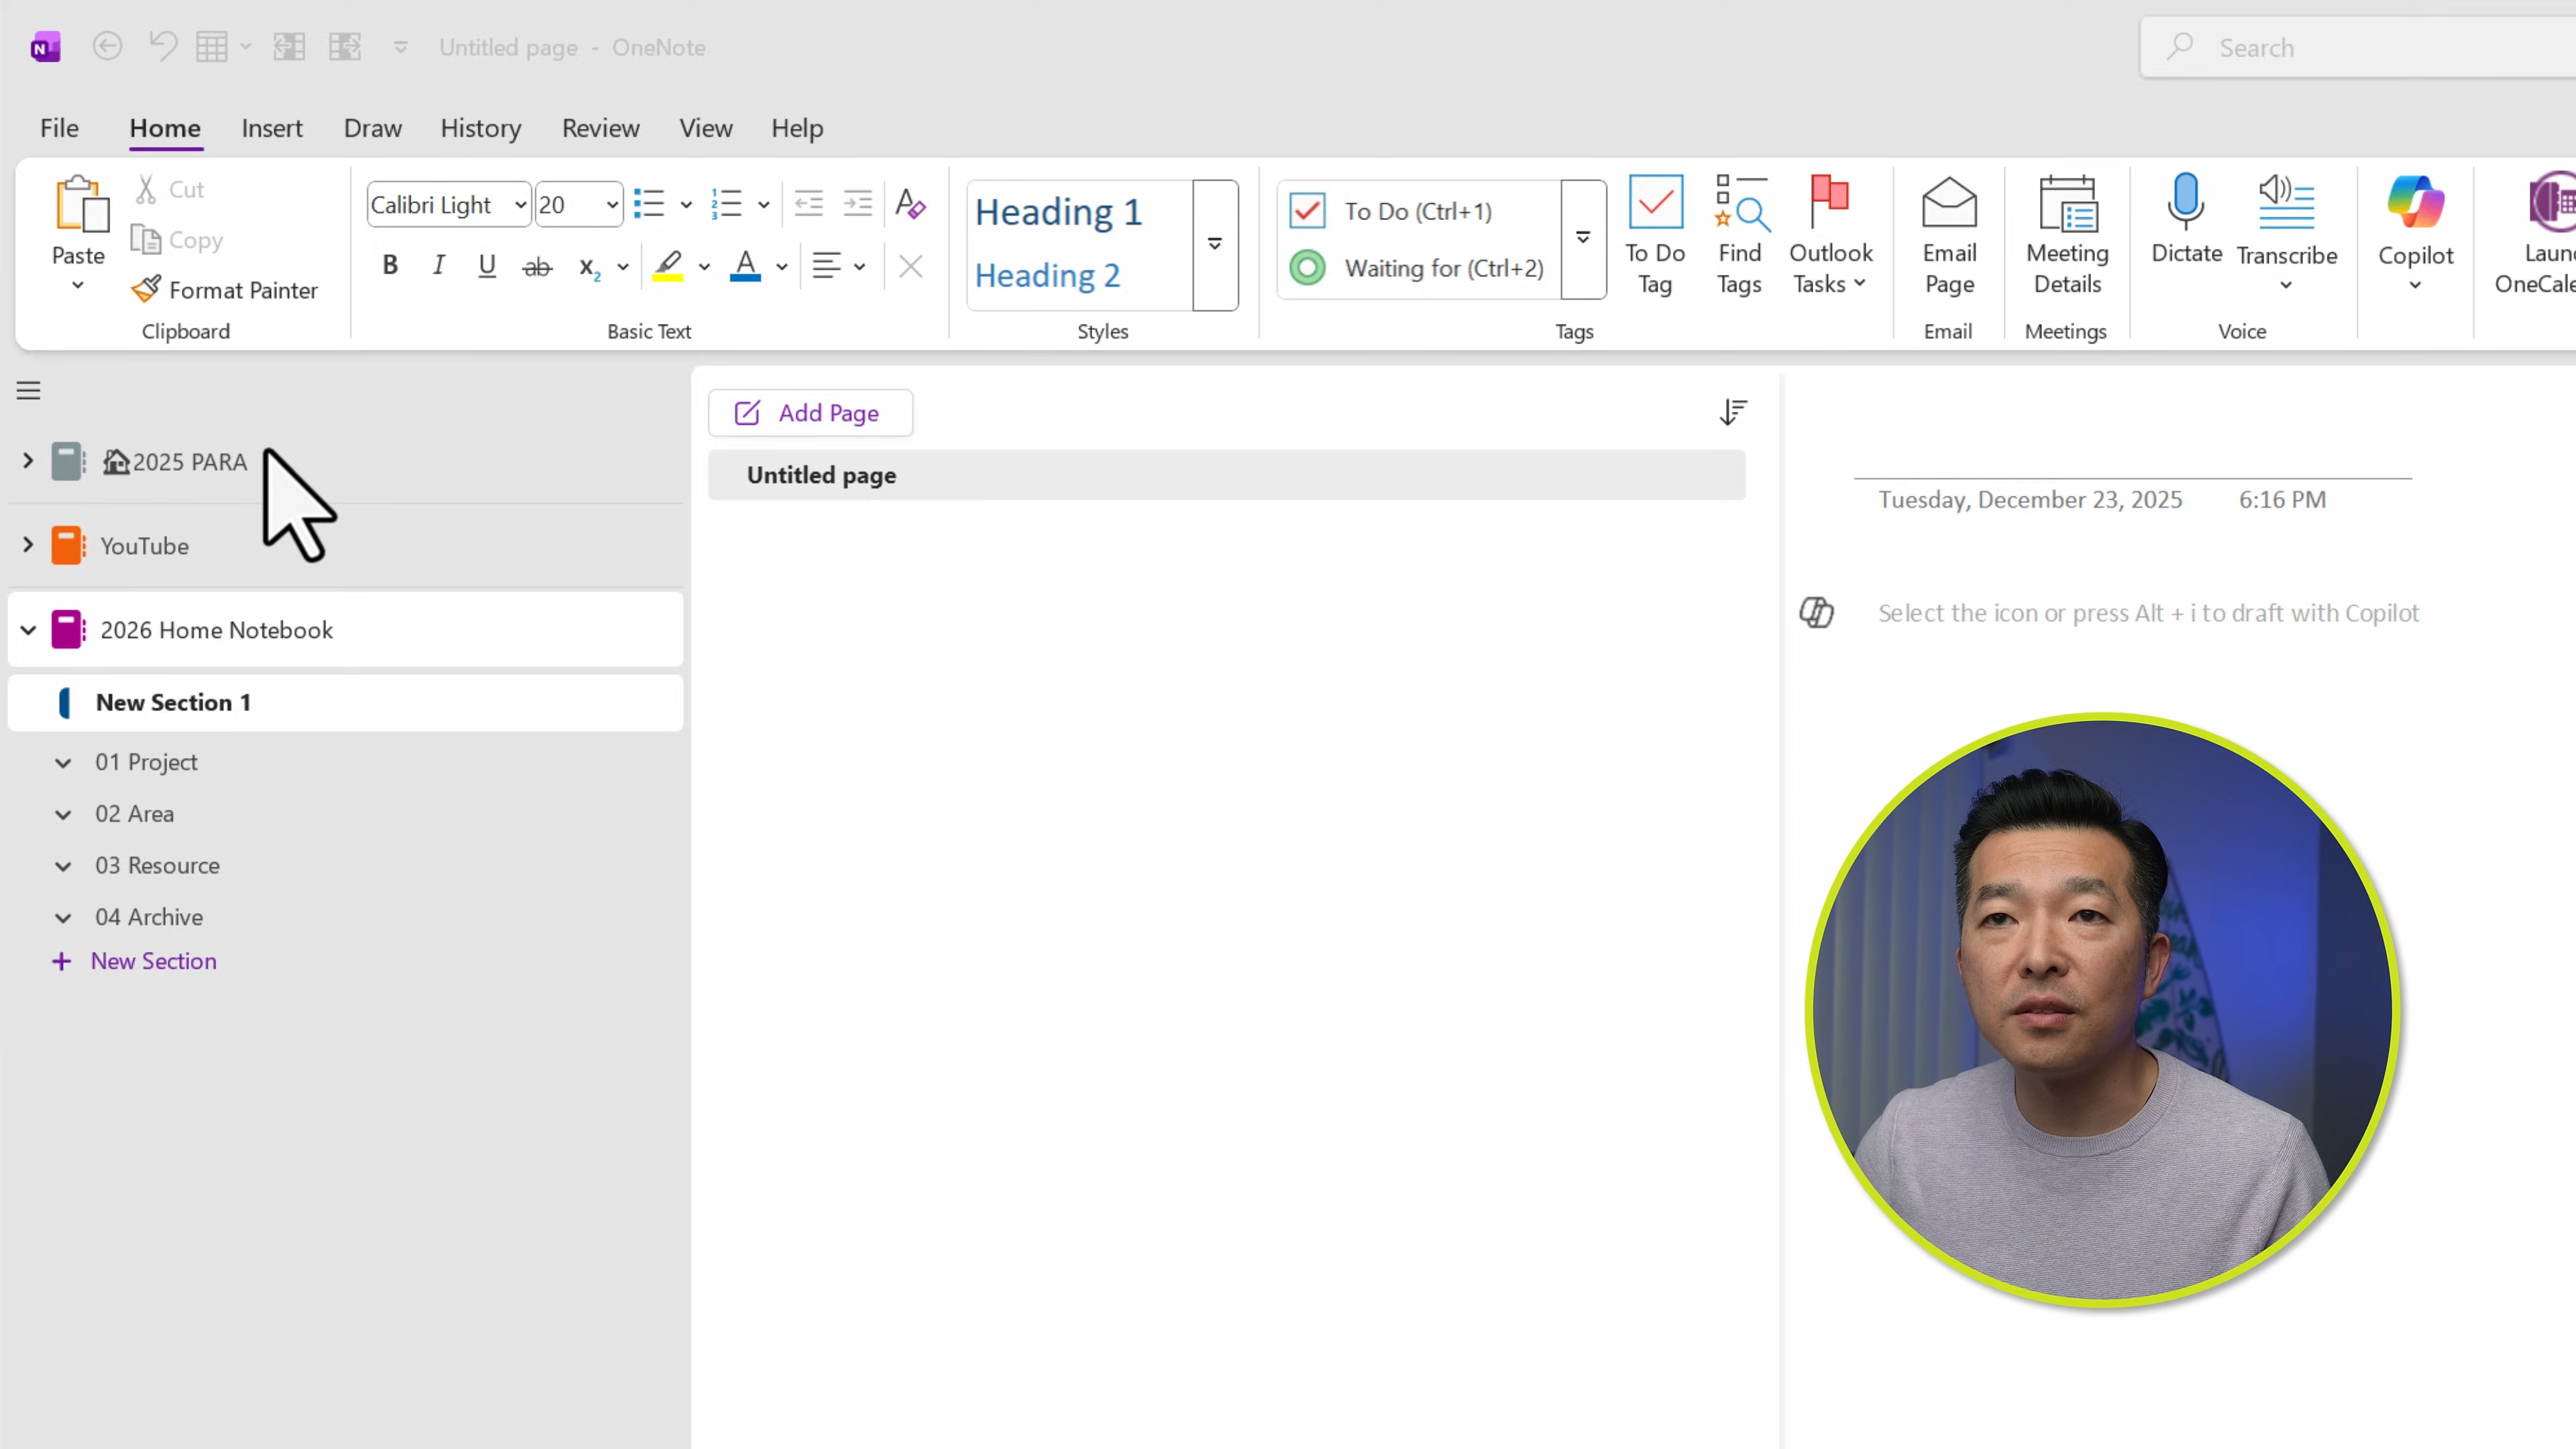 Untitled page - OneNote
Search
File Home Insert Draw History Review View Help
Paste
Cut
Copy
Format Painter
Clipboard
Calibri Light 20
B I U ab x2 A
Basic Text
Heading 1
Heading 2
Styles
To Do (Ctrl+1)
Waiting for (Ctrl+2)
To Do Tag
Find Tags
Outlook Tasks
Tags
Email Page
Email
Meeting Details
Meetings
Dictate
Transcribe
Voice
Copilot
2025 PARA
YouTube
2026 Home Notebook
New Section 1
01 Project
02 Area
03 Resource
04 Archive
+ New Section
Add Page
Untitled page
Tuesday, December 23, 2025 6:16 PM
Select the icon or press Alt + i to draft with Copilot